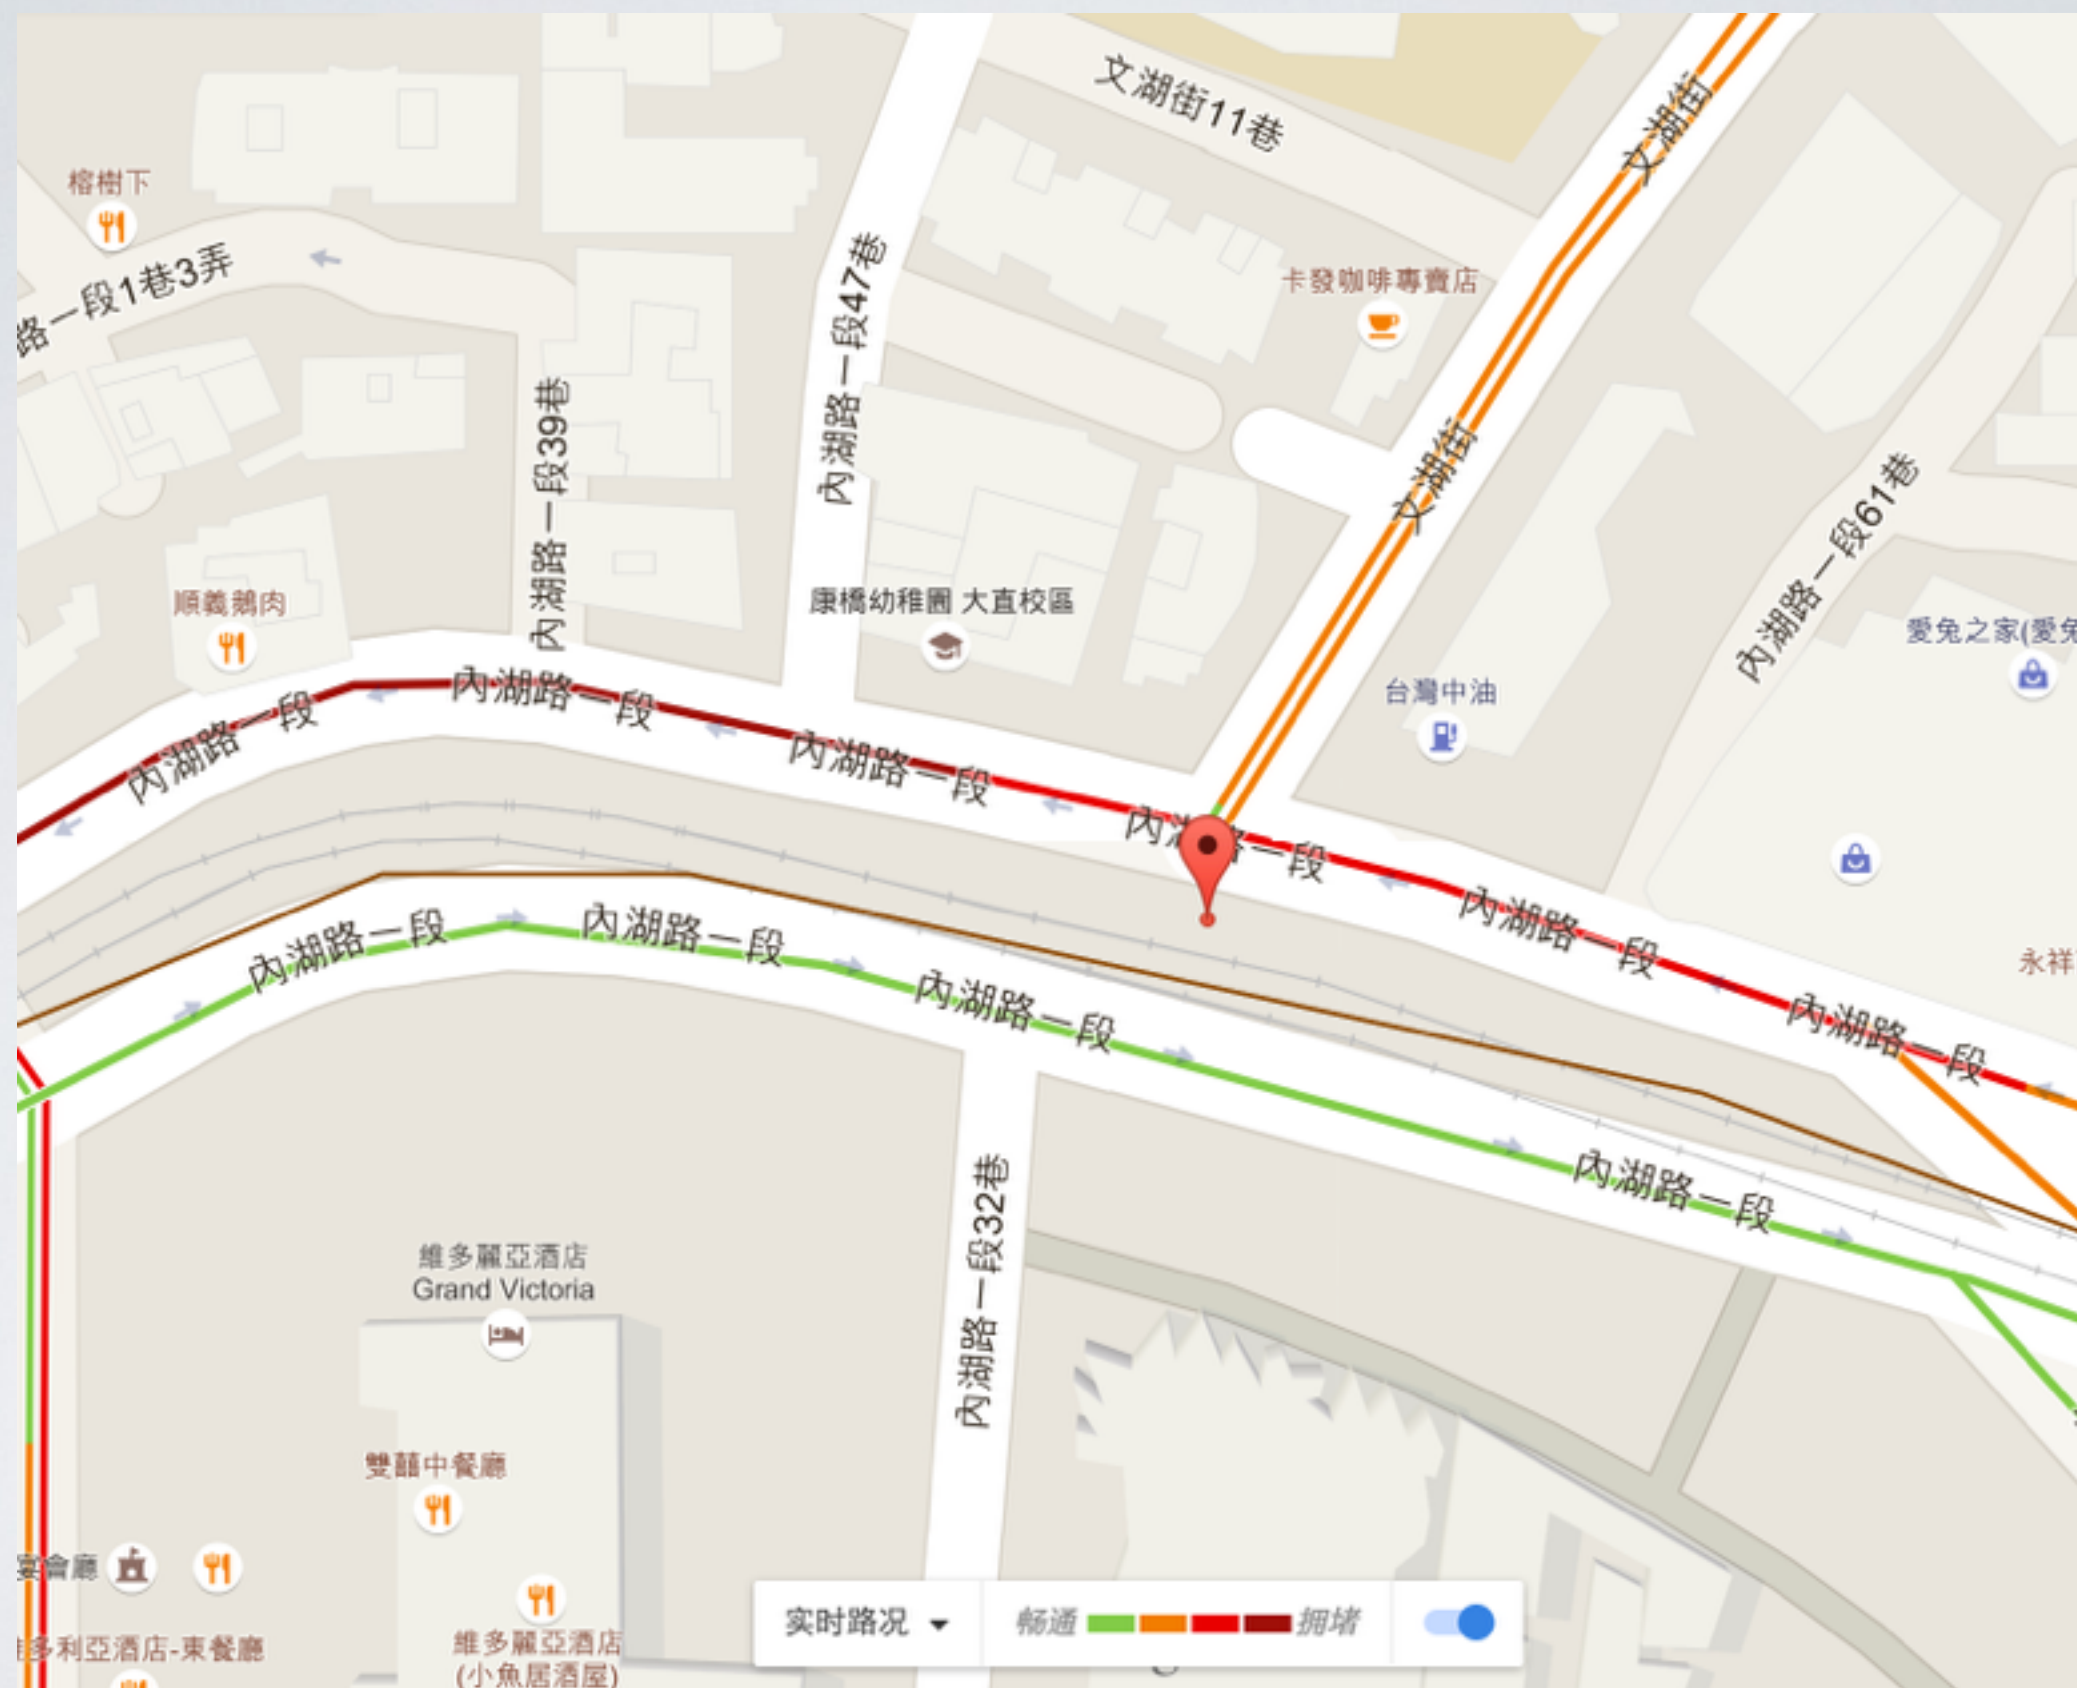 文湖街11巷
文湖街
榕樹下
路一段1巷3弄
內湖路一段47巷
卡發咖啡專賣店
內湖路一段39巷
文湖街
內湖路一段61巷
順義鵝肉
康橋幼稚園 大直校區
愛兔之家(愛兔
台灣中油
內湖路一段
內湖路一段
內湖路一段
一段
內湖路一段
永祥
內湖路一段
內湖路一段
內湖路一段
內湖路一段
內湖路一段
內湖路一段32巷
維多麗亞酒店
Grand Victoria
雙囍中餐廳
宴會廳
多利亞酒店-東餐廳
維多麗亞酒店
(小魚居酒屋)
实时路况
畅通
拥堵